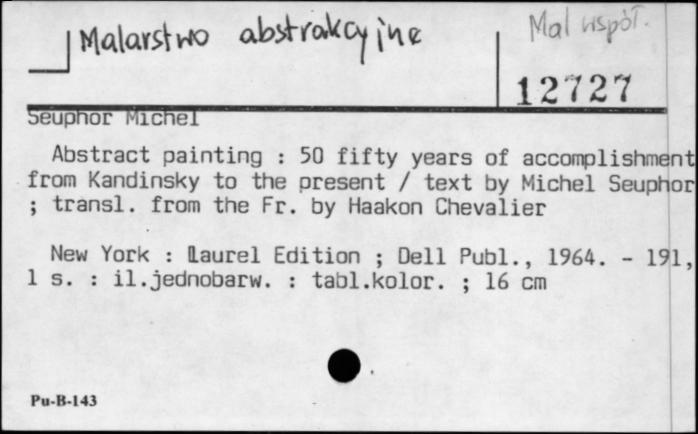 Malarstwo abstrakcyjne
Mal współ.
12727
Seuphor Michel
Abstract painting : 50 fifty years of accomplishment
from Kandinsky to the present / text by Michel Seuphor
; transl. from the Fr. by Haakon Chevalier
New York : Laurel Edition ; Dell Publ., 1964. - 191,
1 s. : il.jednobarw. : tabl.kolor. ; 16 cm
Pu-B-143